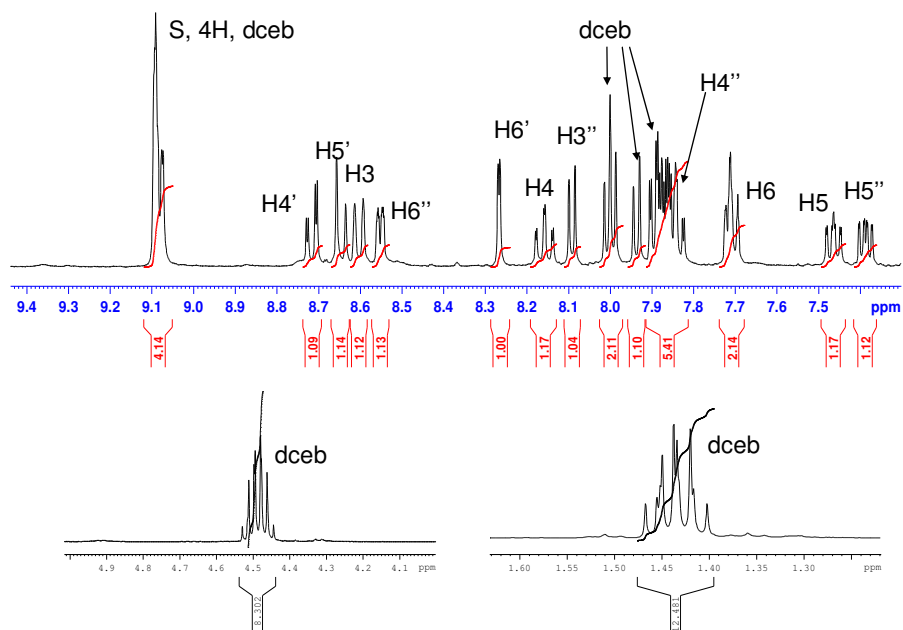 S, 4H, dceb
dceb
H4''
H6'
H3''
H5'
H3
H4
H4'
H6''
H6
H5
H5''
9.4 9.3 9.2 9.1 9.0 8.9 8.8 8.7 8.6 8.5 8.3 8.2 8.1 8.0 7.9 7.8 7.7 7.6 7.5 ppm
4.14 1.09 1.14 1.12 1.13 1.00 1.17 1.04 2.11 1.10 5.41 2.14 1.17 1.12
dceb
dceb
4.9 4.8 4.7 4.6 4.5 4.4 4.3 4.2 4.1 ppm
1.60 1.55 1.50 1.45 1.40 1.35 1.30 ppm
8.302
12.481